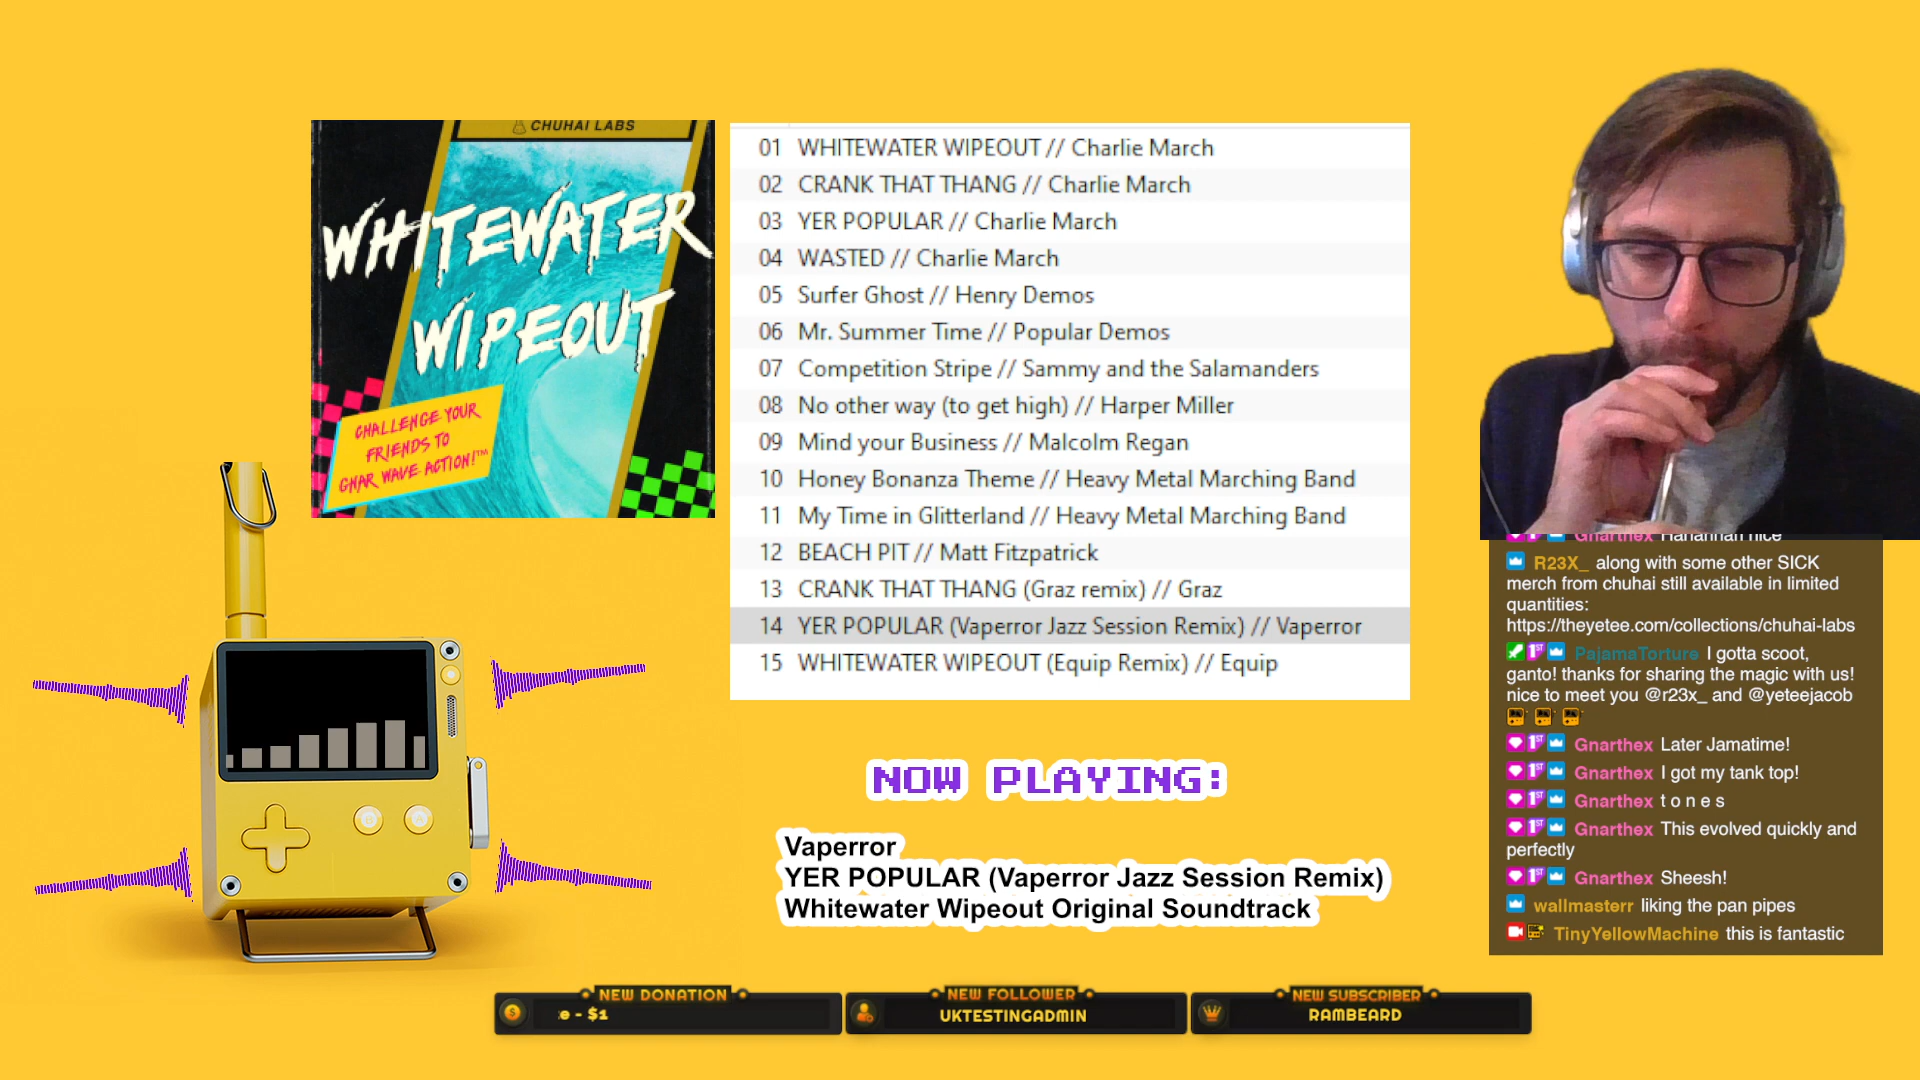 CHUHAI LABS
WHITEWATER
WIPEOUT
CHALLENGE YOUR
FRIENDS TO
GNAR WAVE ACTION!™
01 WHITEWATER WIPEOUT // Charlie March
02 CRANK THAT THANG // Charlie March
03 YER POPULAR // Charlie March
04 WASTED // Charlie March
05 Surfer Ghost // Henry Demos
06 Mr. Summer Time // Popular Demos
07 Competition Stripe // Sammy and the Salamanders
08 No other way (to get high) // Harper Miller
09 Mind your Business // Malcolm Regan
10 Honey Bonanza Theme // Heavy Metal Marching Band
11 My Time in Glitterland // Heavy Metal Marching Band
12 BEACH PIT // Matt Fitzpatrick
13 CRANK THAT THANG (Graz remix) // Graz
14 YER POPULAR (Vaperror Jazz Session Remix) // Vaperror
15 WHITEWATER WIPEOUT (Equip Remix) // Equip
NOW PLAYING:
Vaperror
YER POPULAR (Vaperror Jazz Session Remix)
Whitewater Wipeout Original Soundtrack
Gnarthex Hahahhah nice
R23X_ along with some other SICK
merch from chuhai still available in limited
quantities:
https://theyetee.com/collections/chuhai-labs
1ST PajamaTorture I gotta scoot,
ganto! thanks for sharing the magic with us!
nice to meet you @r23x_ and @yeteejacob
1ST Gnarthex Later Jamatime!
1ST Gnarthex I got my tank top!
1ST Gnarthex t o n e s
1ST Gnarthex This evolved quickly and
perfectly
1ST Gnarthex Sheesh!
wallmasterr liking the pan pipes
TinyYellowMachine this is fantastic
NEW DONATION
e - $1
NEW FOLLOWER
UKTESTINGADMIN
NEW SUBSCRIBER
RAMBEARD